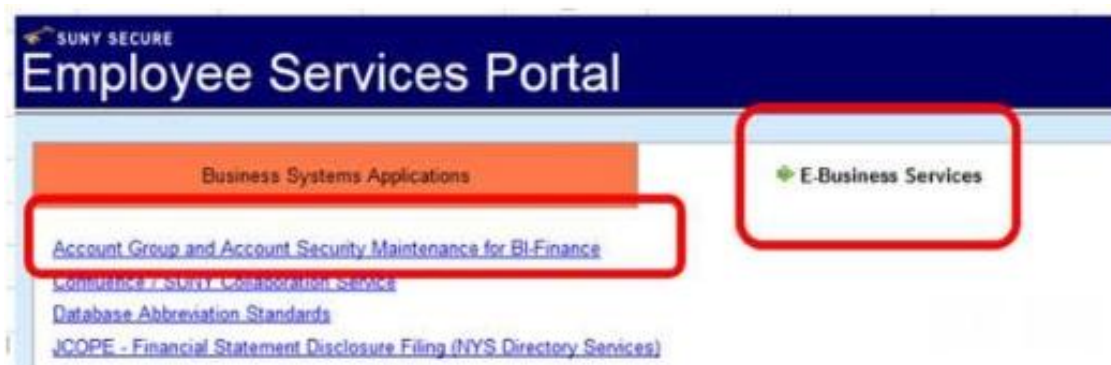 SUNY SECURE
Employee Services Portal
Business Systems Applications
E-Business Services
Account Group and Account Security Maintenance for BI-Finance
Confluence / SUNY Collaboration Service
Database Abbreviation Standards
JCOPE - Financial Statement Disclosure Filing (NYS Directory Services)